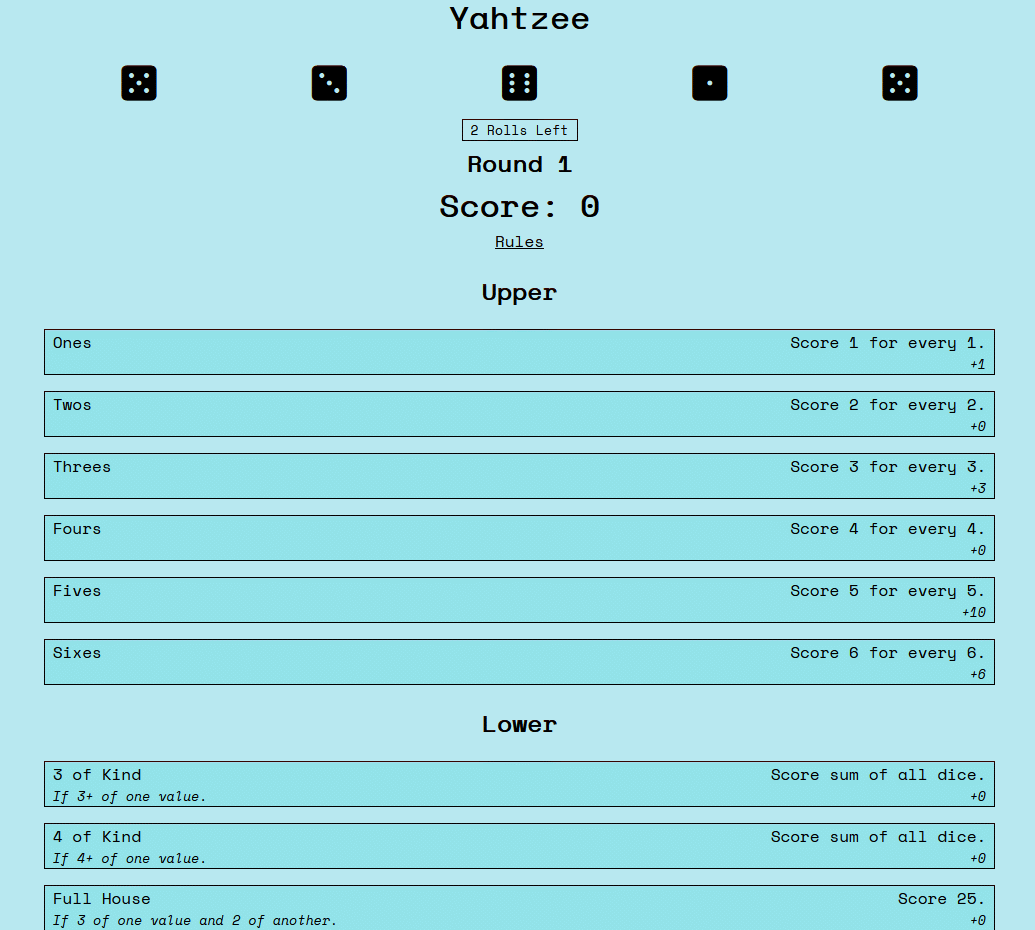 Yahtzee
2 Rolls Left
Round 1
Score: 0
Rules
Upper
Ones Score 1 for every 1.
+1
Twos Score 2 for every 2.
+0
Threes Score 3 for every 3.
+3
Fours Score 4 for every 4.
+0
Fives Score 5 for every 5.
+10
Sixes Score 6 for every 6.
+6
Lower
3 of Kind Score sum of all dice.
If 3+ of one value. +0
4 of Kind Score sum of all dice.
If 4+ of one value. +0
Full House Score 25.
If 3 of one value and 2 of another. +0